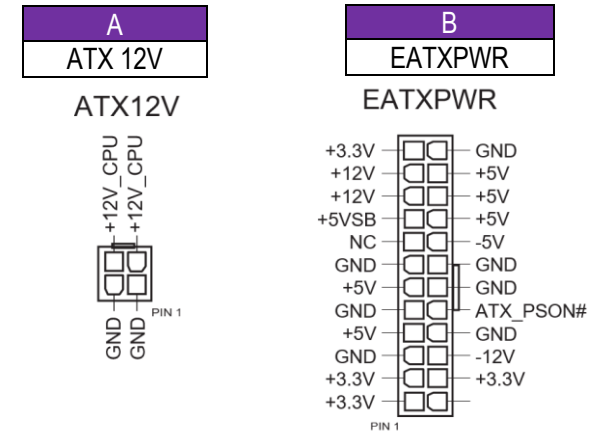 A
ATX 12V
B
EATXPWR
ATX12V
+12V_CPU
+12V_CPU
GND
GND
PIN 1
EATXPWR
+3.3V GND
+12V +5V
+12V +5V
+5VSB +5V
NC -5V
GND GND
+5V GND
GND ATX_PSON#
+5V GND
GND -12V
+3.3V +3.3V
+3.3V
PIN 1